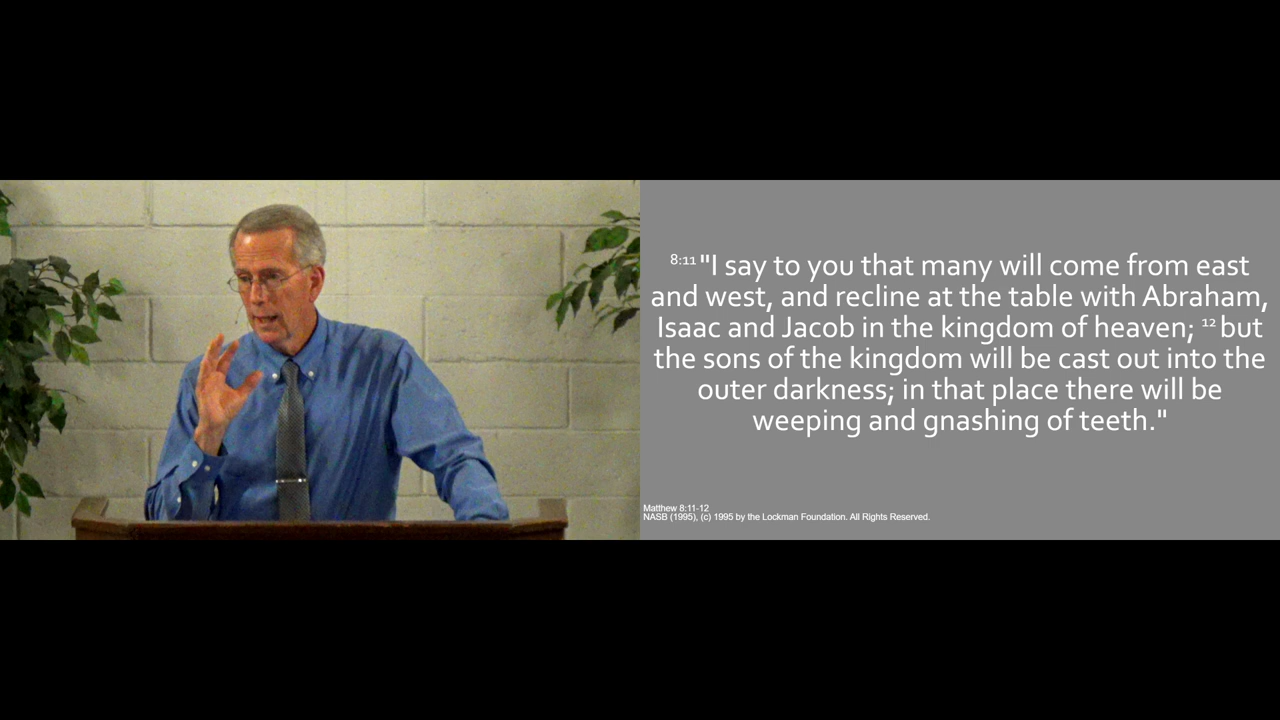 8:11 "I say to you that many will come from east
and west, and recline at the table with Abraham,
Isaac and Jacob in the kingdom of heaven; 12 but
the sons of the kingdom will be cast out into the
outer darkness; in that place there will be
weeping and gnashing of teeth."
Matthew 8:11-12
NASB (1995), (c) 1995 by the Lockman Foundation. All Rights Reserved.